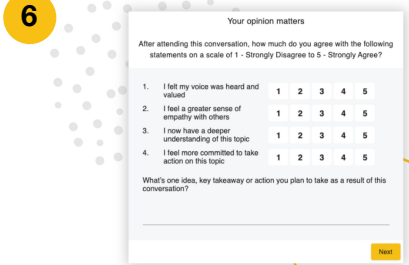 6
Your opinion matters
After attending this conversation, how much do you agree with the following
statements on a scale of 1 - Strongly Disagree to 5 - Strongly Agree?
1. I felt my voice was heard and
valued
1 2 3 4 5
2. I feel a greater sense of
empathy with others
1 2 3 4 5
3. I now have a deeper
understanding of this topic
1 2 3 4 5
4. I feel more committed to take
action on this topic
1 2 3 4 5
What's one idea, key takeaway or action you plan to take as a result of this
conversation?
Next